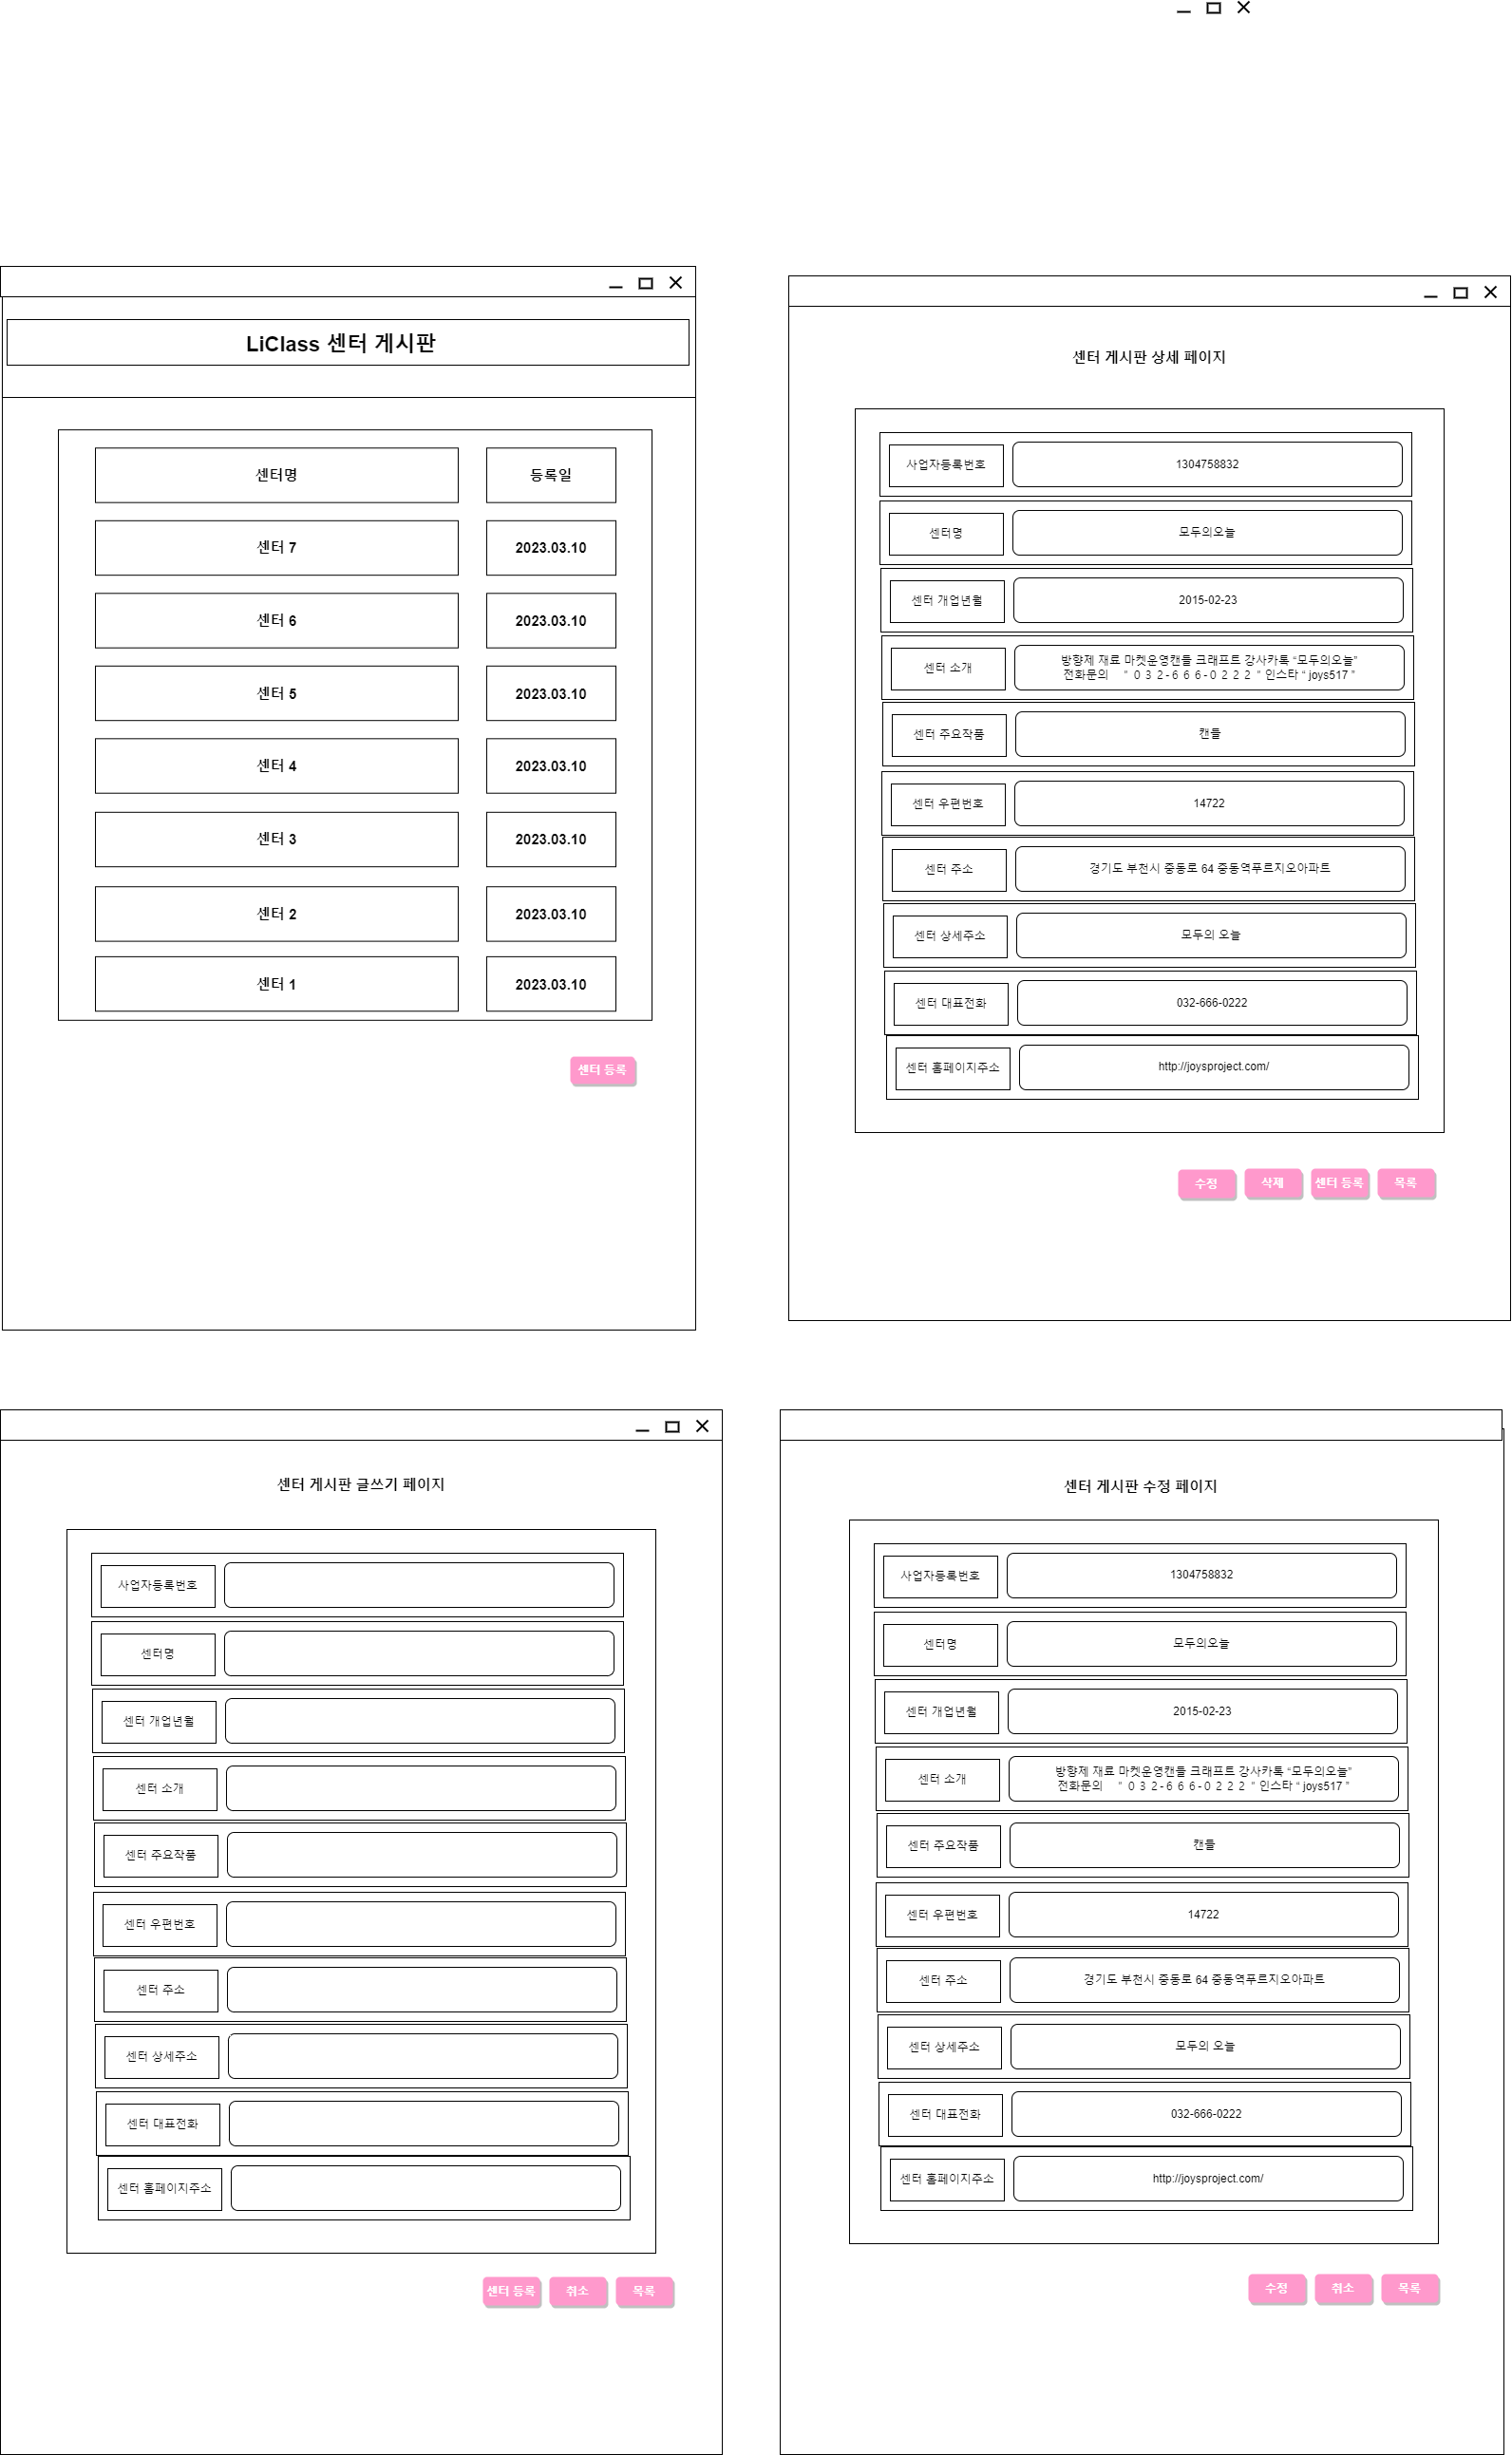 LiClass 센터 게시판
센터명 등록일
센터 7 2023.03.10
센터 6 2023.03.10
센터 5 2023.03.10
센터 4 2023.03.10
센터 3 2023.03.10
센터 2 2023.03.10
센터 1 2023.03.10
센터 등록
센터 게시판 상세 페이지
사업자등록번호 1304758832
센터명 모두의오늘
센터 개업년월 2015-02-23
센터 소개
방향제 재료 마켓운영캔들 크래프트 강사카톡 “모두의오늘”
전화문의 ” ０３２-６６６-０２２２ ” 인스타 “ joys517 ”
센터 주요작품 캔들
센터 우편번호 14722
센터 주소 경기도 부천시 중동로 64 중동역푸르지오아파트
센터 상세주소 모두의 오늘
센터 대표전화 032-666-0222
센터 홈페이지주소 http://joysproject.com/
수정 삭제 센터 등록 목록
센터 게시판 글쓰기 페이지
사업자등록번호
센터명
센터 개업년월
센터 소개
센터 주요작품
센터 우편번호
센터 주소
센터 상세주소
센터 대표전화
센터 홈페이지주소
센터 등록 취소 목록
센터 게시판 수정 페이지
사업자등록번호 1304758832
센터명 모두의오늘
센터 개업년월 2015-02-23
센터 소개
방향제 재료 마켓운영캔들 크래프트 강사카톡 “모두의오늘”
전화문의 ” ０３２-６６６-０２２２ ” 인스타 “ joys517 ”
센터 주요작품 캔들
센터 우편번호 14722
센터 주소 경기도 부천시 중동로 64 중동역푸르지오아파트
센터 상세주소 모두의 오늘
센터 대표전화 032-666-0222
센터 홈페이지주소 http://joysproject.com/
수정 취소 목록